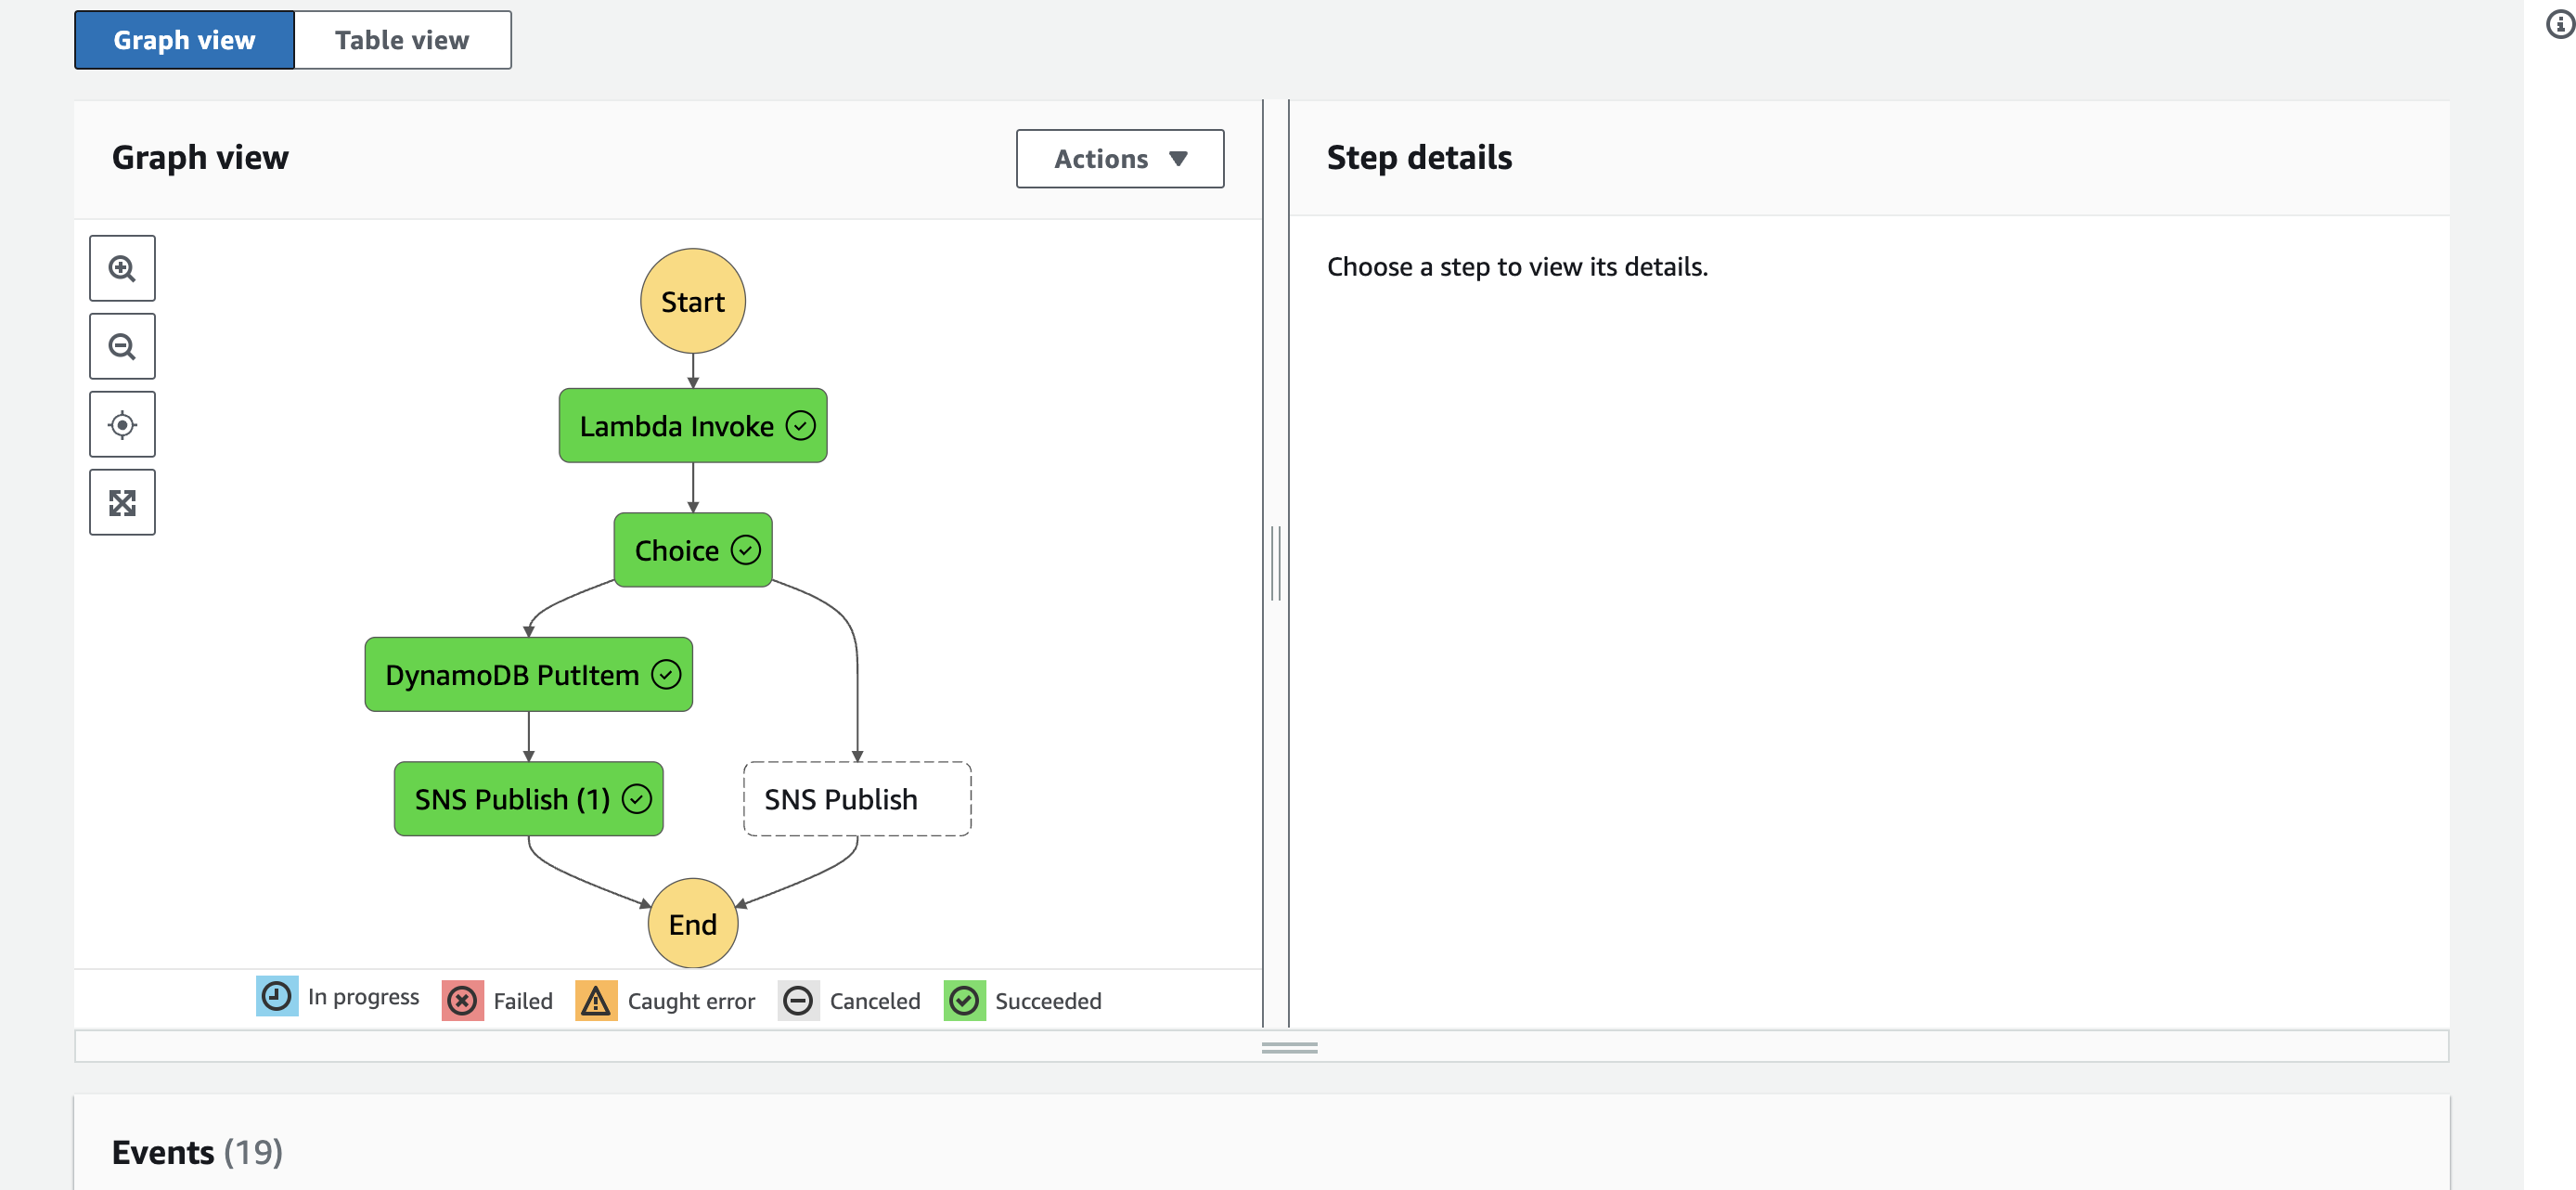 Graph view Table view
Graph view
Actions
Step details
Choose a step to view its details.
Start
Lambda Invoke
Choice
DynamoDB PutItem
SNS Publish (1)
SNS Publish
End
In progress Failed Caught error Canceled Succeeded
Events (19)